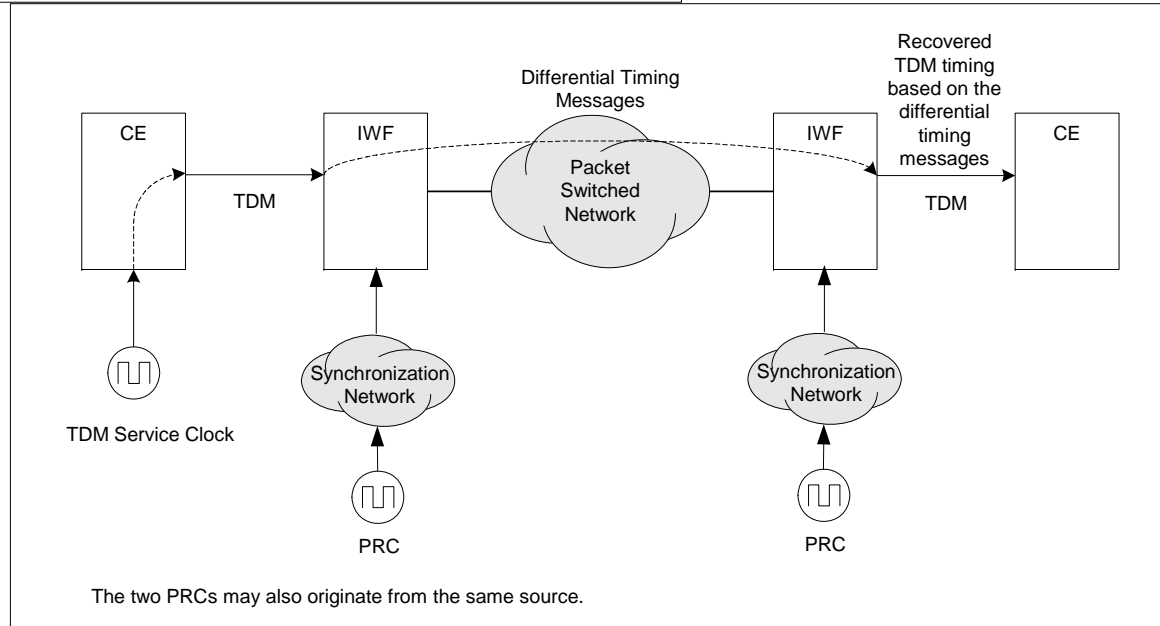 Differential Timing
Messages
Recovered
TDM timing
based on the
differential
timing
messages
CE
IWF
Packet
Switched
Network
IWF
CE
TDM
TDM
Synchronization
Network
Synchronization
Network
TDM Service Clock
PRC
PRC
The two PRCs may also originate from the same source.